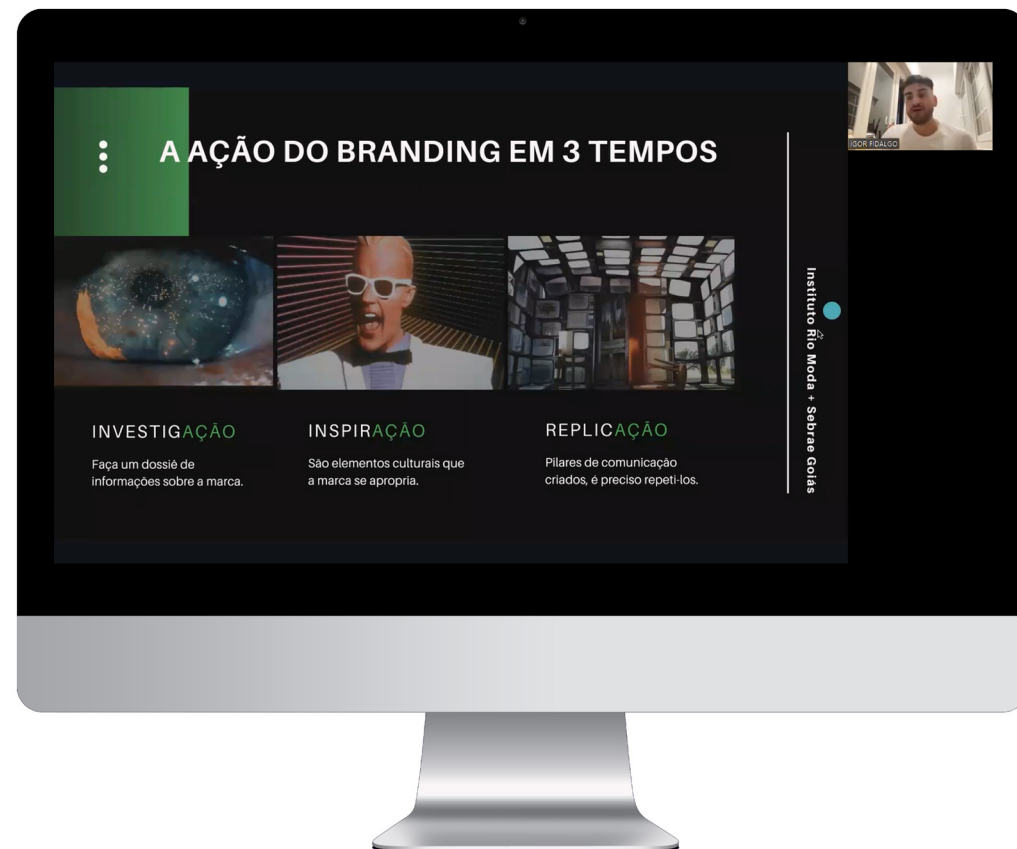 A AÇÃO DO BRANDING EM 3 TEMPOS
IGOR FIDALGO
INVESTIGAÇÃO
Faça um dossiê de
informações sobre a marca.
INSPIRAÇÃO
São elementos culturais que
a marca se apropria.
REPLICAÇÃO
Pilares de comunicação
criados, é preciso repeti-los.
Instituto Rio Moda + Sebrae Goiás